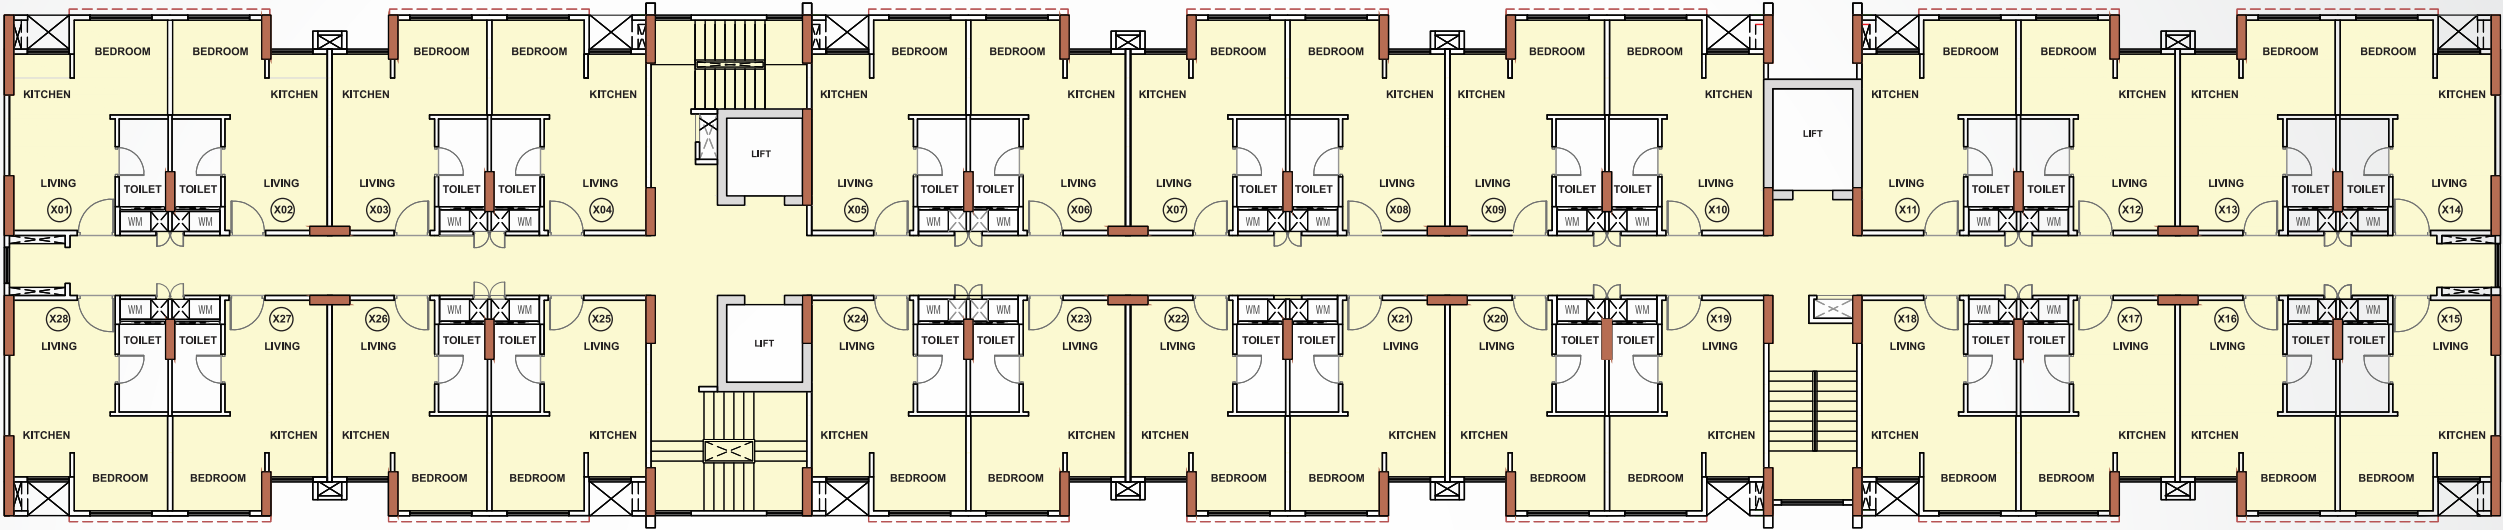 BEDROOM BEDROOM BEDROOM BEDROOM BEDROOM BEDROOM BEDROOM BEDROOM BEDROOM BEDROOM BEDROOM BEDROOM BEDROOM BEDROOM
KITCHEN KITCHEN KITCHEN KITCHEN KITCHEN KITCHEN KITCHEN KITCHEN KITCHEN KITCHEN KITCHEN KITCHEN KITCHEN KITCHEN
LIFT LIFT
LIVING TOILET TOILET LIVING LIVING TOILET TOILET LIVING LIVING TOILET TOILET LIVING LIVING TOILET TOILET LIVING LIVING TOILET TOILET LIVING LIVING TOILET TOILET LIVING LIVING TOILET TOILET LIVING
X01 WM WM X02 X03 WM WM X04 X05 WM WM X06 X07 WM WM X08 X09 WM WM X10 X11 WM WM X12 X13 WM WM X14
X28 WM WM X27 X26 WM WM X25 X24 WM WM X23 X22 WM WM X21 X20 WM WM X19 X18 WM WM X17 X16 WM WM X15
LIVING TOILET TOILET LIVING LIVING TOILET TOILET LIVING LIFT LIVING TOILET TOILET LIVING LIVING TOILET TOILET LIVING LIVING TOILET TOILET LIVING LIVING TOILET TOILET LIVING LIVING TOILET TOILET LIVING
KITCHEN KITCHEN KITCHEN KITCHEN KITCHEN KITCHEN KITCHEN KITCHEN KITCHEN KITCHEN KITCHEN KITCHEN KITCHEN KITCHEN
BEDROOM BEDROOM BEDROOM BEDROOM BEDROOM BEDROOM BEDROOM BEDROOM BEDROOM BEDROOM BEDROOM BEDROOM BEDROOM BEDROOM